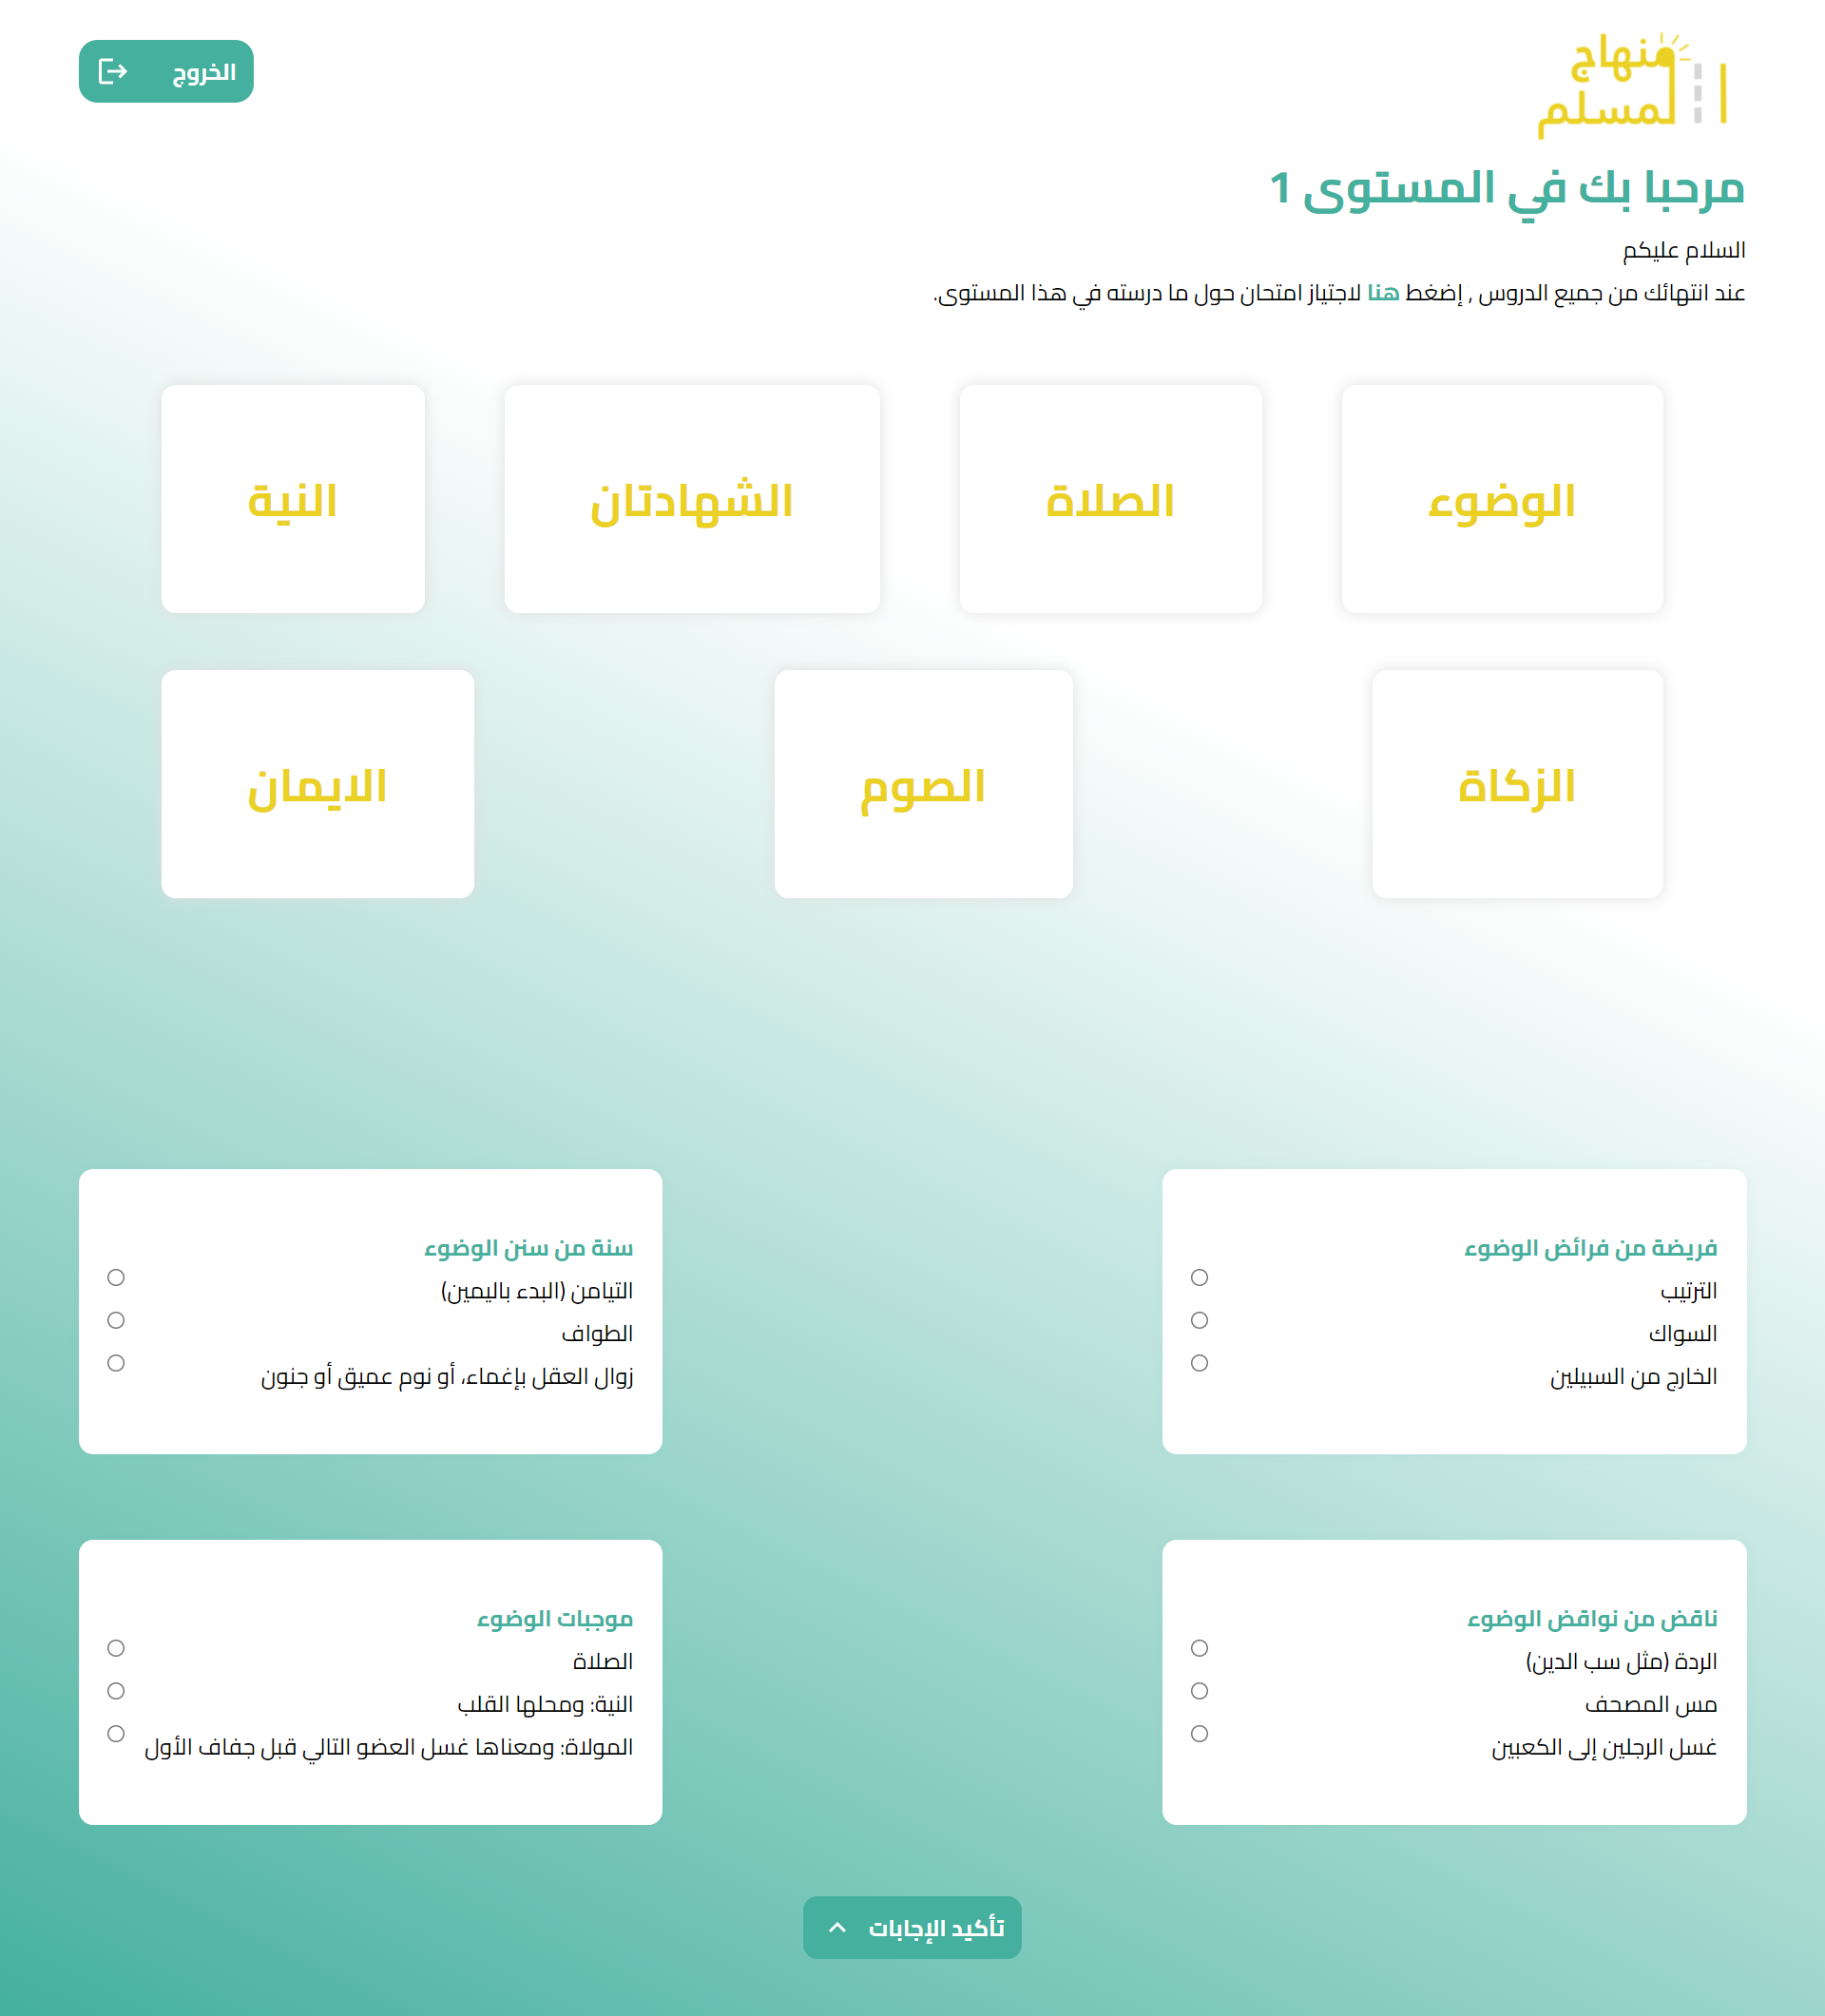 منهاج
المسلم
الخروج
مرحبا بك في المستوى 1
السلام عليكم
عند انتهائك من جميع الدروس , إضغط هنا لاجتياز امتحان حول ما درسته في هذا المستوى.
الوضوء
الصلاة
الشهادتان
النية
الزكاة
الصوم
الايمان
فريضة من فرائض الوضوء
الترتيب
السواك
الخارج من السبيلين
سنة من سنن الوضوء
التيامن (البدء باليمين)
الطواف
زوال العقل بإغماء، أو نوم عميق أو جنون
ناقض من نواقض الوضوء
الردة (مثل سب الدين)
مس المصحف
غسل الرجلين إلى الكعبين
موجبات الوضوء
الصلاة
النية: ومحلها القلب
المولاة: ومعناها غسل العضو التالي قبل جفاف الأول
تأكيد الإجابات